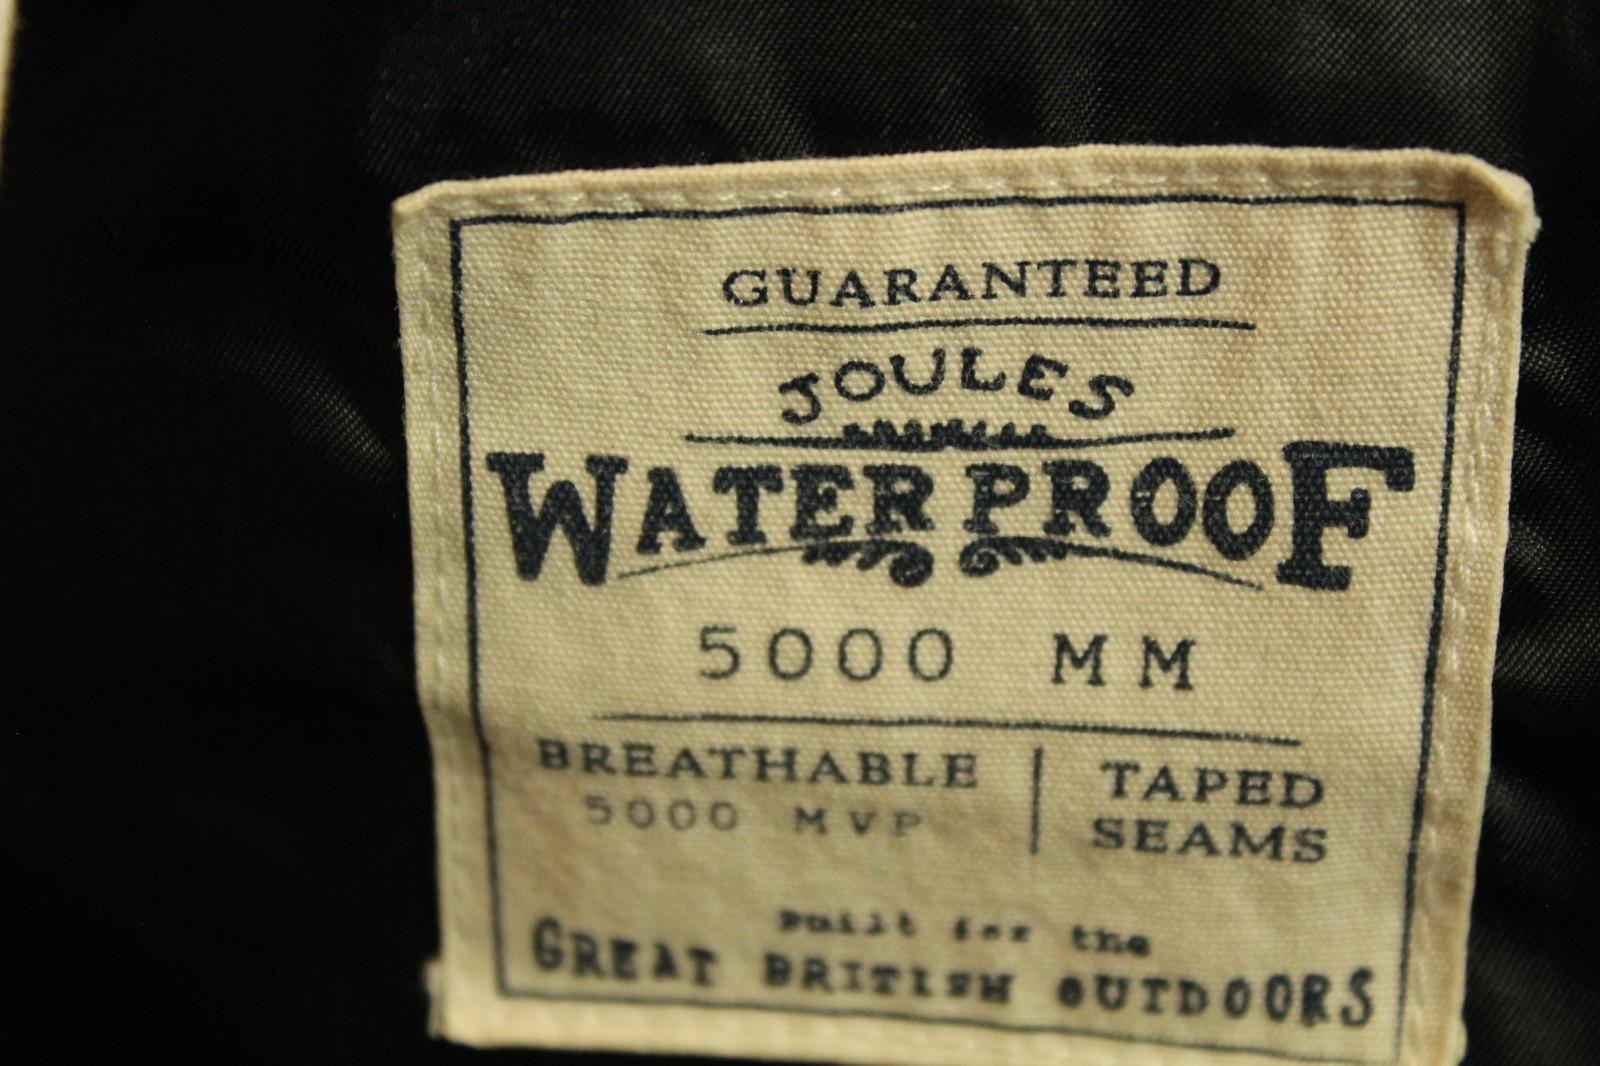 GUARANTEED
JOULES
WATERPROOF
5000 MM
BREATHABLE
5000 MVP
TAPED
SEAMS
built for the
GREAT BRITISH OUTDOORS